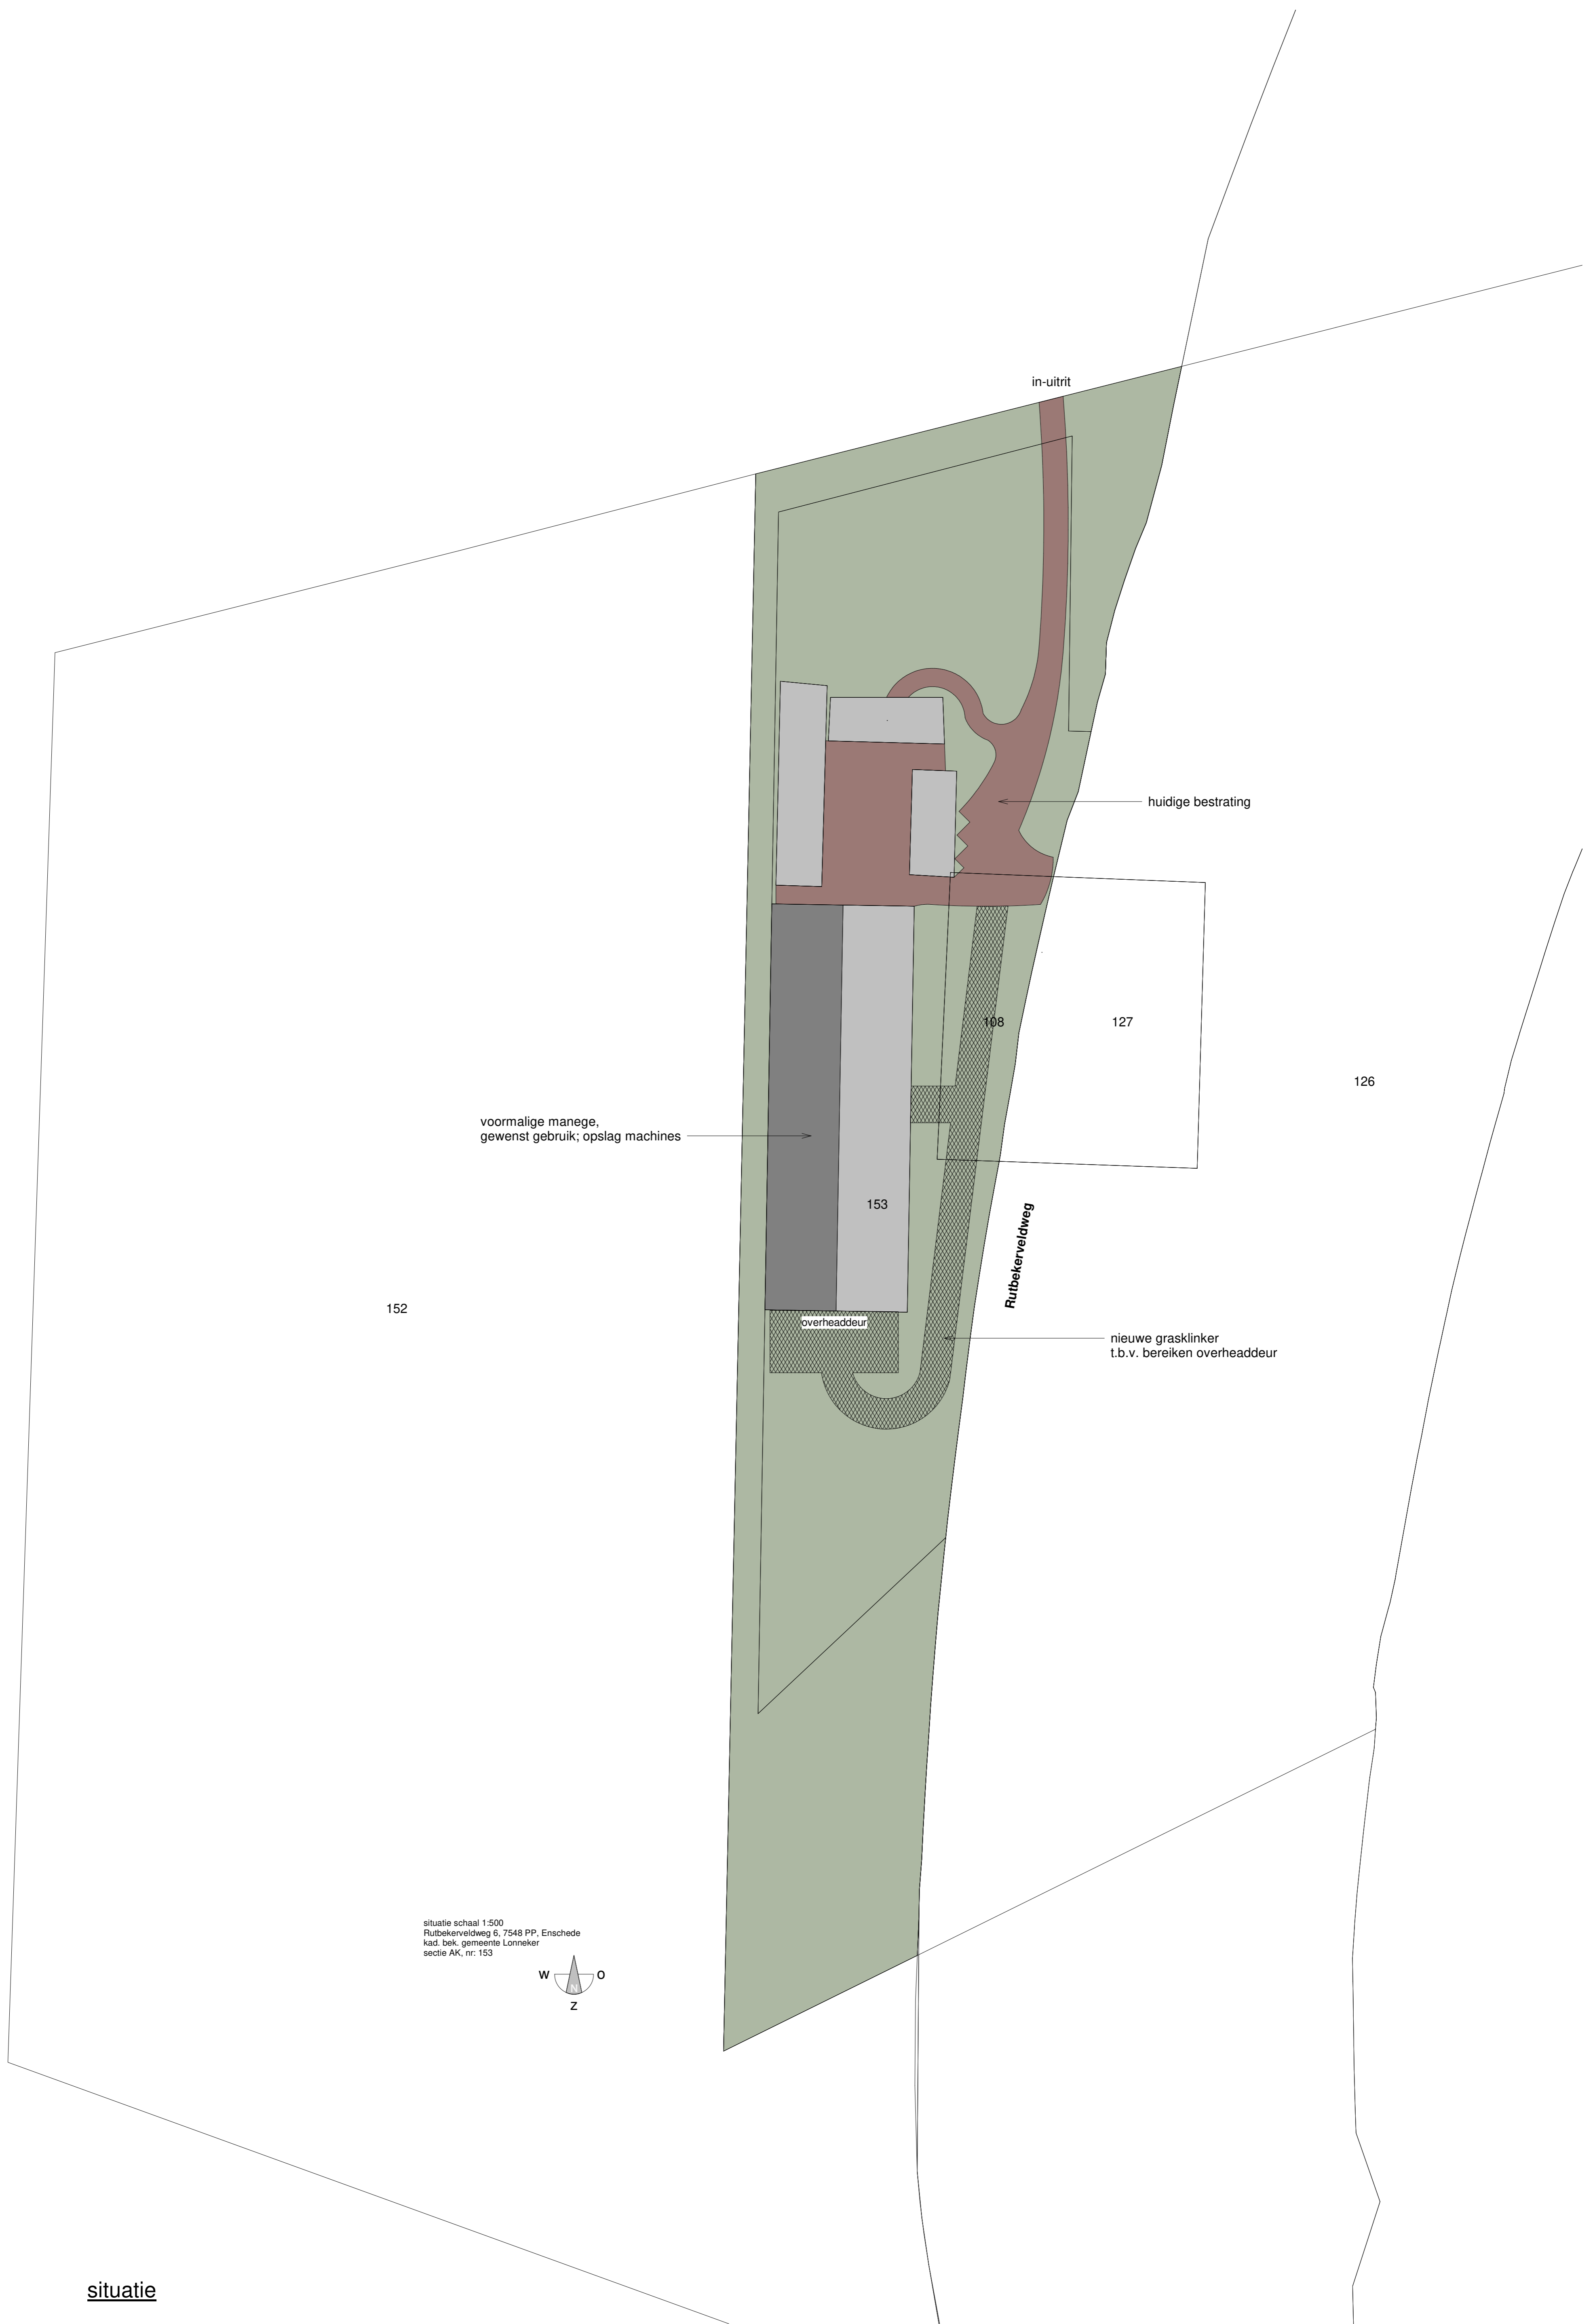 in-uitrit
huidige bestrating
108
127
126
voormalige manege,
gewenst gebruik; opslag machines
153
Rutbekerveldweg
152
overheaddeur
nieuwe grasklinker
t.b.v. bereiken overheaddeur
situatie schaal 1:500
Rutbekerveldweg 6, 7548 PP, Enschede
kad. bek. gemeente Lonneker
sectie AK, nr: 153
W
N
O
Z
situatie